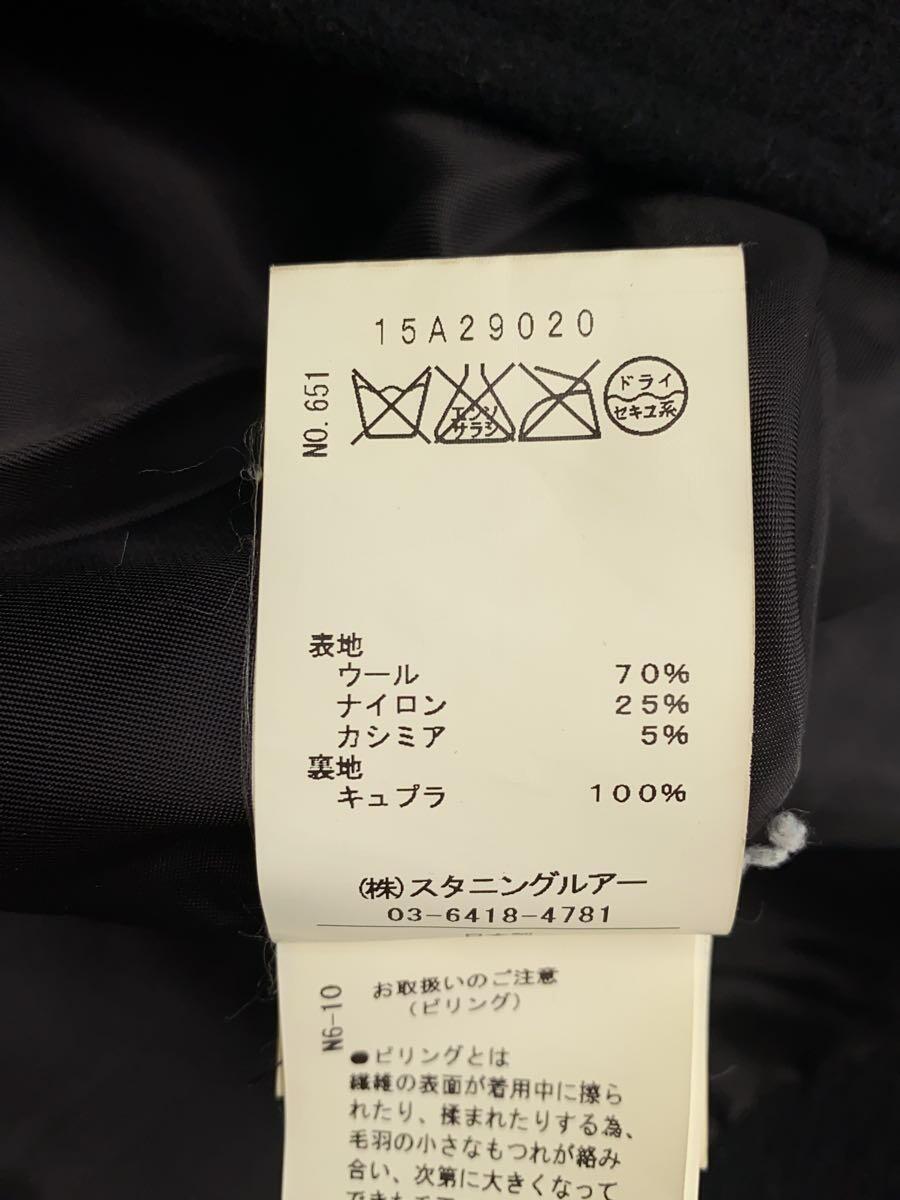 15A29020
NO.651
エンソ
サラシ
ドライ
セキユ系
表地
ウール 70%
ナイロン 25%
カシミア 5%
裏地
キュプラ 100%
(株)スタニングルアー
03-6418-4781
N6-10
お取扱いのご注意
(ピリング)
●ピリングとは
繊維の表面が着用中に擦ら
れたり、揉まれたりする為、
毛羽の小さなもつれが絡み
合い、次第に大きくなって